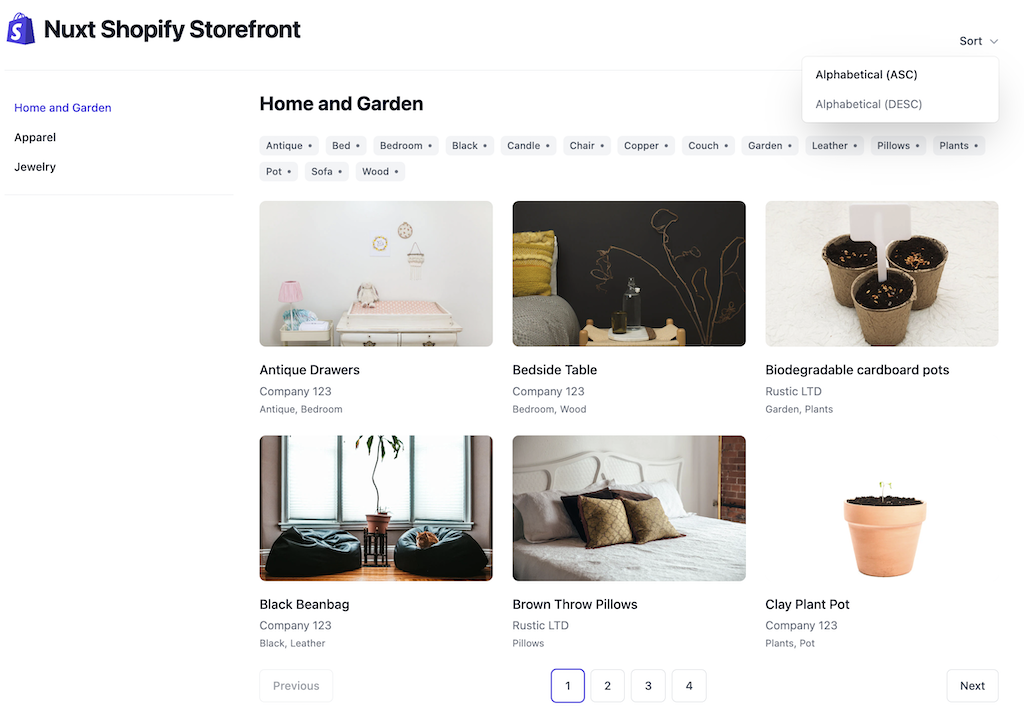 Nuxt Shopify Storefront
Sort
Alphabetical (ASC)
Alphabetical (DESC)
Home and Garden
Apparel
Jewelry
Home and Garden
Antique • Bed • Bedroom • Black • Candle • Chair • Copper • Couch • Garden • Leather • Pillows • Plants •
Pot • Sofa • Wood •
Antique Drawers
Company 123
Antique, Bedroom
Bedside Table
Company 123
Bedroom, Wood
Biodegradable cardboard pots
Rustic LTD
Garden, Plants
Black Beanbag
Company 123
Black, Leather
Brown Throw Pillows
Rustic LTD
Pillows
Clay Plant Pot
Company 123
Plants, Pot
Previous 1 2 3 4 Next